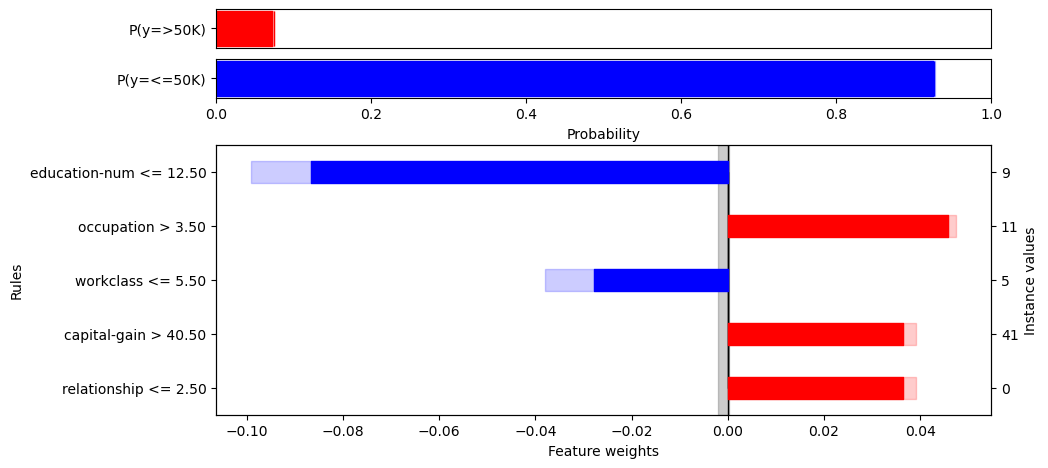 P(y=>50K)
P(y=<=50K)
0.0 0.2 0.4 0.6 0.8 1.0
Probability
education-num <= 12.50 9
occupation > 3.50 11
workclass <= 5.50 5
capital-gain > 40.50 41
relationship <= 2.50 0
Rules
Instance values
−0.10 −0.08 −0.06 −0.04 −0.02 0.00 0.02 0.04
Feature weights